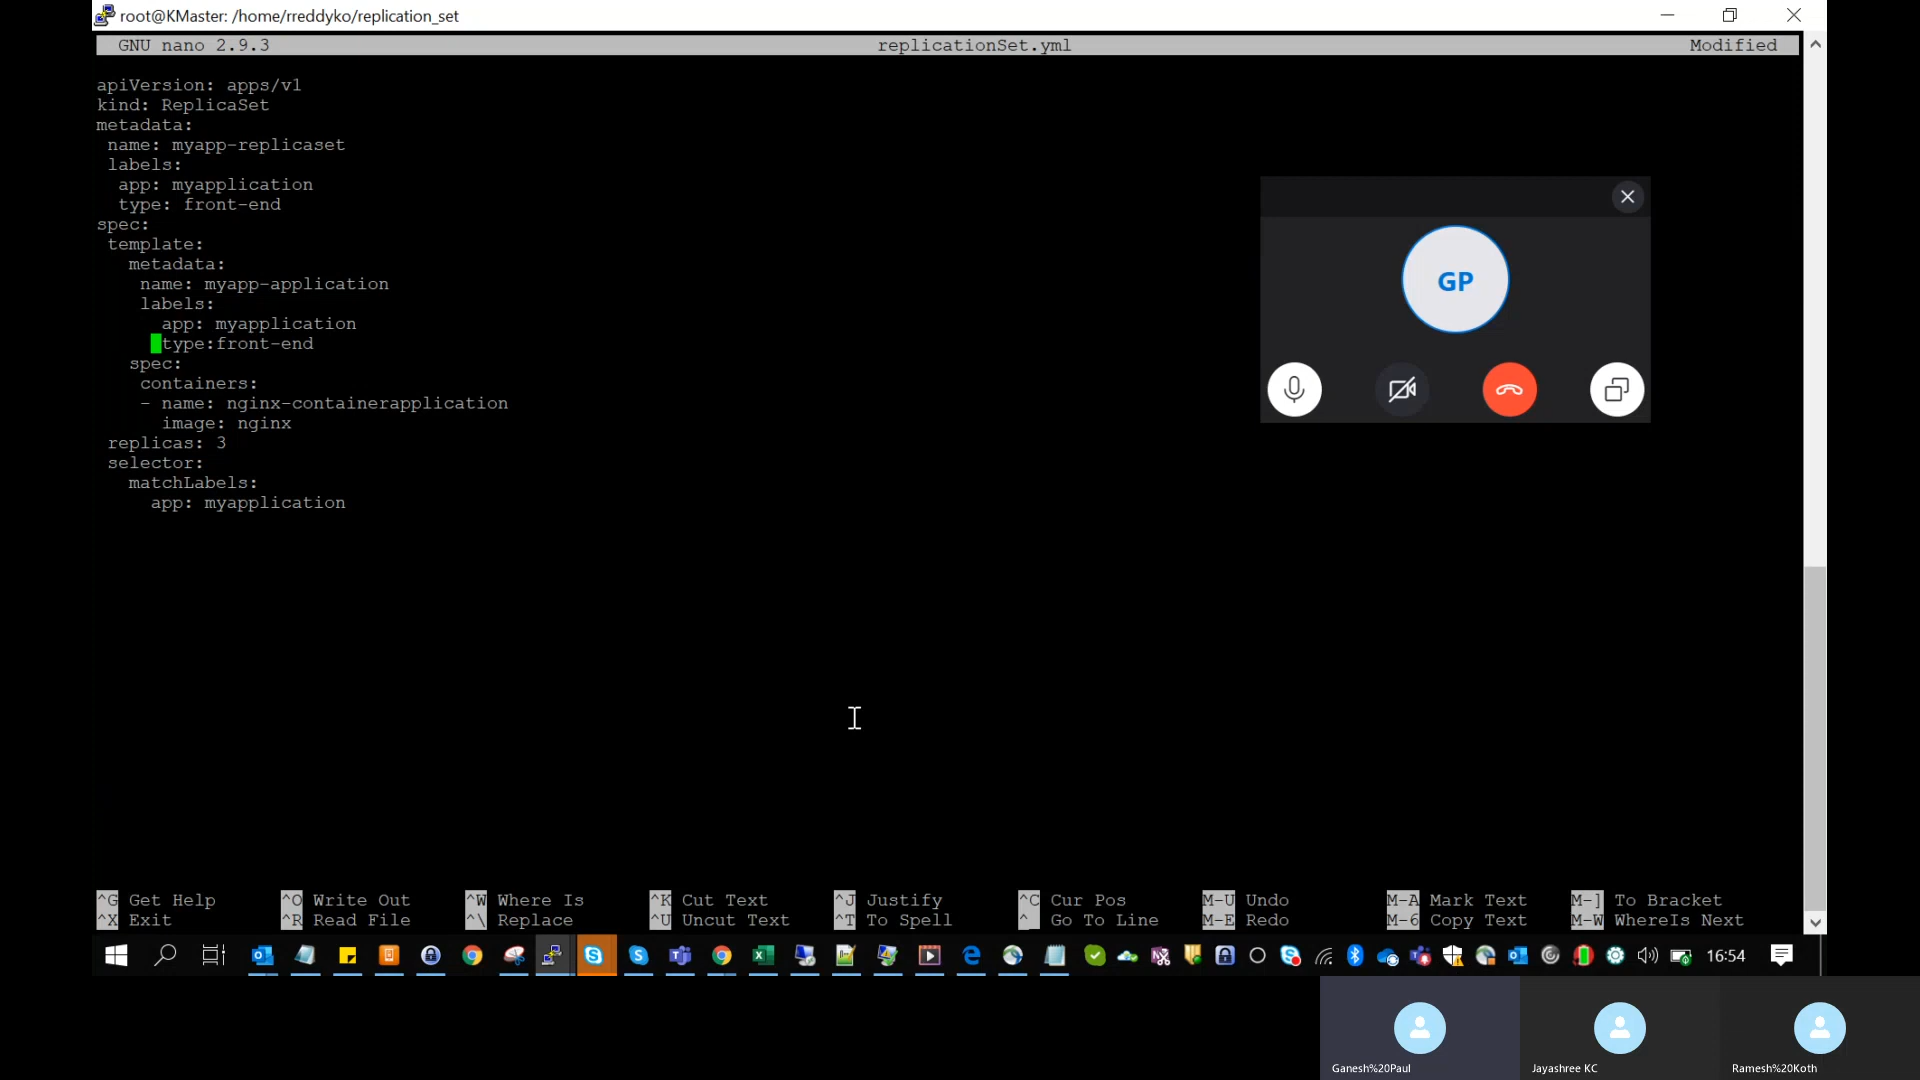 root@KMaster: /home/rreddyko/replication_set
GNU nano 2.9.3 replicationSet.yml Modified
apiVersion: apps/v1
kind: ReplicaSet
metadata:
 name: myapp-replicaset
 labels:
  app: myapplication
  type: front-end
spec:
 template:
   metadata:
    name: myapp-application
    labels:
      app: myapplication
      type:front-end
   spec:
    containers:
    - name: nginx-containerapplication
      image: nginx
 replicas: 3
 selector:
   matchLabels:
     app: myapplication
GP
^G Get Help ^O Write Out ^W Where Is ^K Cut Text ^J Justify ^C Cur Pos M-U Undo M-A Mark Text M-] To Bracket
^X Exit ^R Read File ^\ Replace ^U Uncut Text ^T To Spell ^_ Go To Line M-E Redo M-6 Copy Text M-W WhereIs Next
16:54
Ganesh%20Paul Jayashree KC Ramesh%20Koth